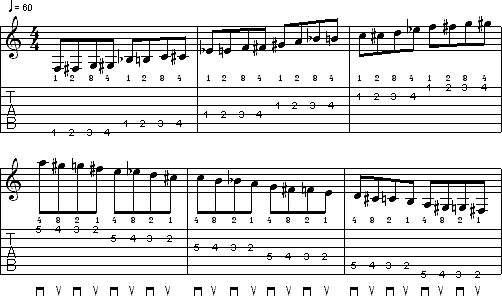 ♩= 60
4
4
1 2 3 4 1 2 3 4 1 2 3 4 1 2 3 4 1 2 3 4 1 2 3 4
1 2 3 4 1 2 3 4 1 2 3 4 1 2 3 4 1 2 3 4 1 2 3 4
4 3 2 1 4 3 2 1 4 3 2 1 4 3 2 1 4 3 2 1 4 3 2 1
5 4 3 2 5 4 3 2 5 4 3 2 5 4 3 2 5 4 3 2 5 4 3 2
⊓ V ⊓ V ⊓ V ⊓ V ⊓ V ⊓ V ⊓ V ⊓ V ⊓ V ⊓ V ⊓ V ⊓ V